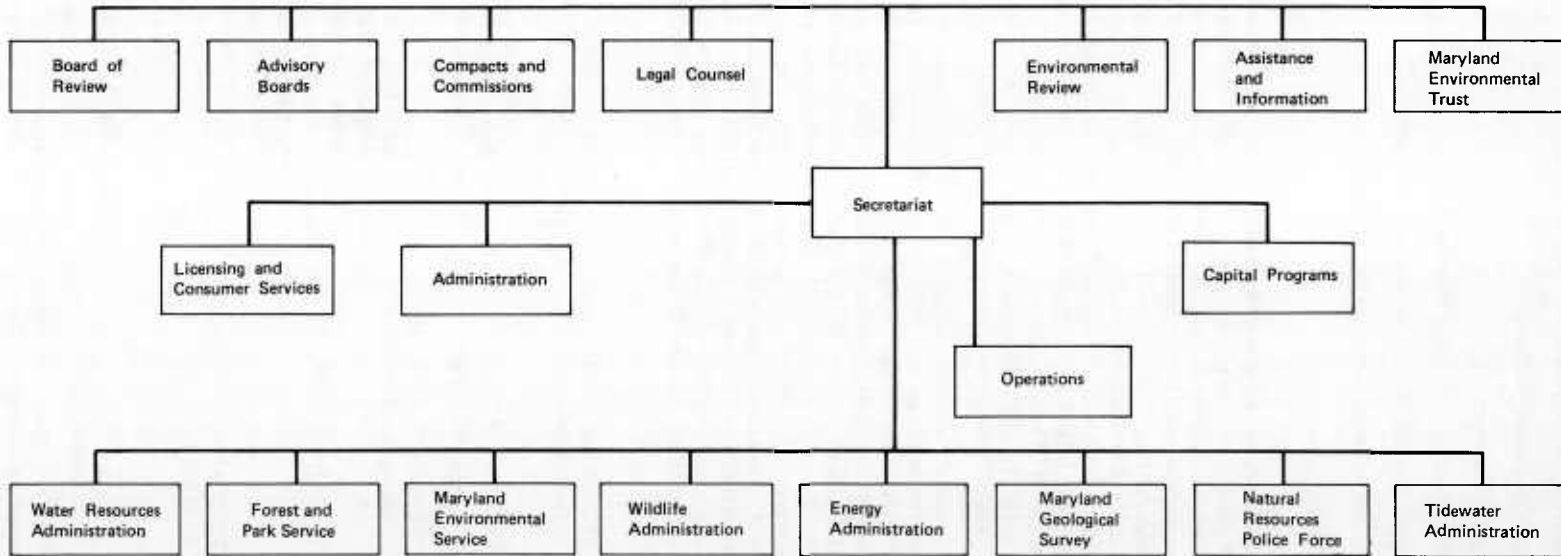 Board of
Review
Advisory
Boards
Compacts and
Commissions
Legal Counsel
Environmental
Review
Assistance
and
Information
Maryland
Environmental
Trust
Secretariat
Licensing and
Consumer Services
Administration
Capital Programs
Operations
Water Resources
Administration
Forest and
Park Service
Maryland
Environmental
Service
Wildlife
Administration
Energy
Administration
Maryland
Geological
Survey
Natural
Resources
Police Force
Tidewater
Administration